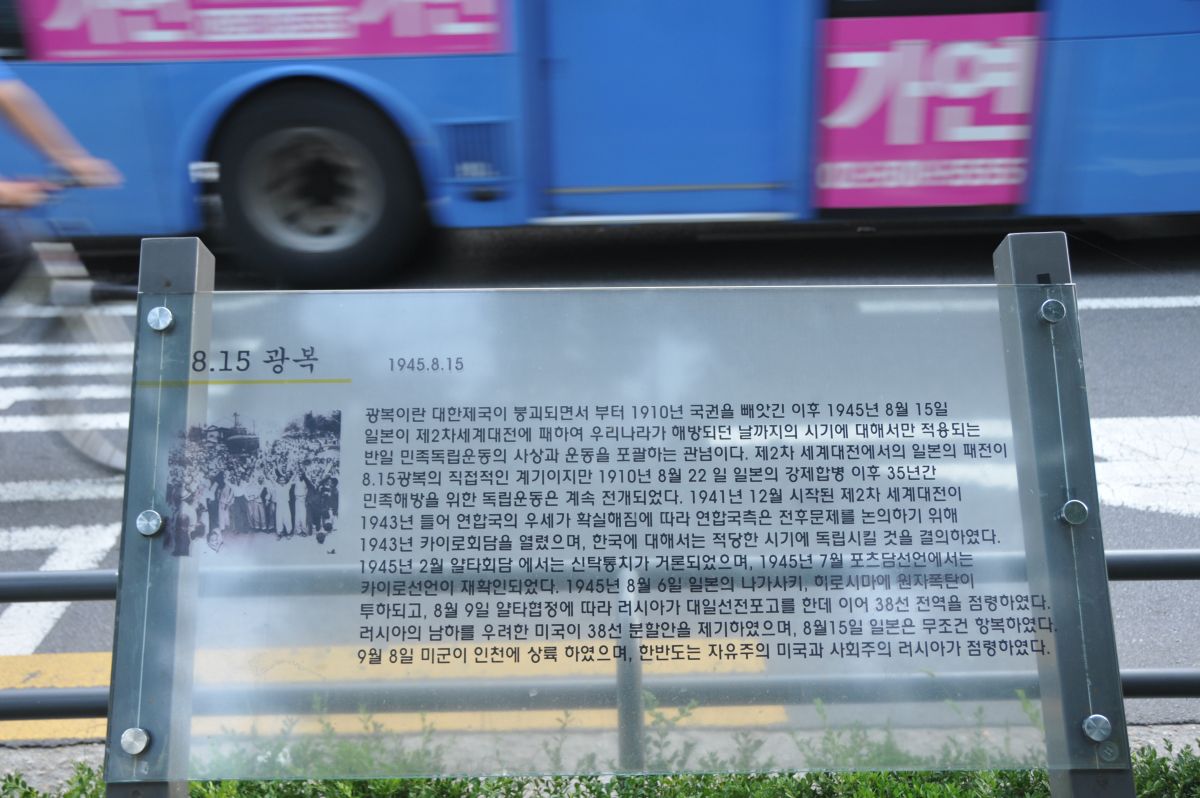 가연
가연
8.15 광복
1945.8.15
광복이란 대한제국이 붕괴되면서 부터 1910년 국권을 빼앗긴 이후 1945년 8월 15일
일본이 제2차세계대전에 패하여 우리나라가 해방되던 날까지의 시기에 대해서만 적용되는
반일 민족독립운동의 사상과 운동을 포괄하는 관념이다. 제2차 세계대전에서의 일본의 패전이
8.15광복의 직접적인 계기이지만 1910년 8월 22 일 일본의 강제합병 이후 35년간
민족해방을 위한 독립운동은 계속 전개되었다. 1941년 12월 시작된 제2차 세계대전이
1943년 들어 연합국의 우세가 확실해짐에 따라 연합국측은 전후문제를 논의하기 위해
1943년 카이로회담을 열렸으며, 한국에 대해서는 적당한 시기에 독립시킬 것을 결의하였다.
1945년 2월 얄타회담 에서는 신탁통치가 거론되었으며, 1945년 7월 포츠담선언에서는
카이로선언이 재확인되었다. 1945년 8월 6일 일본의 나가사키, 히로시마에 원자폭탄이
투하되고, 8월 9일 얄타협정에 따라 러시아가 대일선전포고를 한데 이어 38선 전역을 점령하였다.
러시아의 남하를 우려한 미국이 38선 분할안을 제기하였으며, 8월15일 일본은 무조건 항복하였다.
9월 8일 미군이 인천에 상륙 하였으며, 한반도는 자유주의 미국과 사회주의 러시아가 점령하였다.